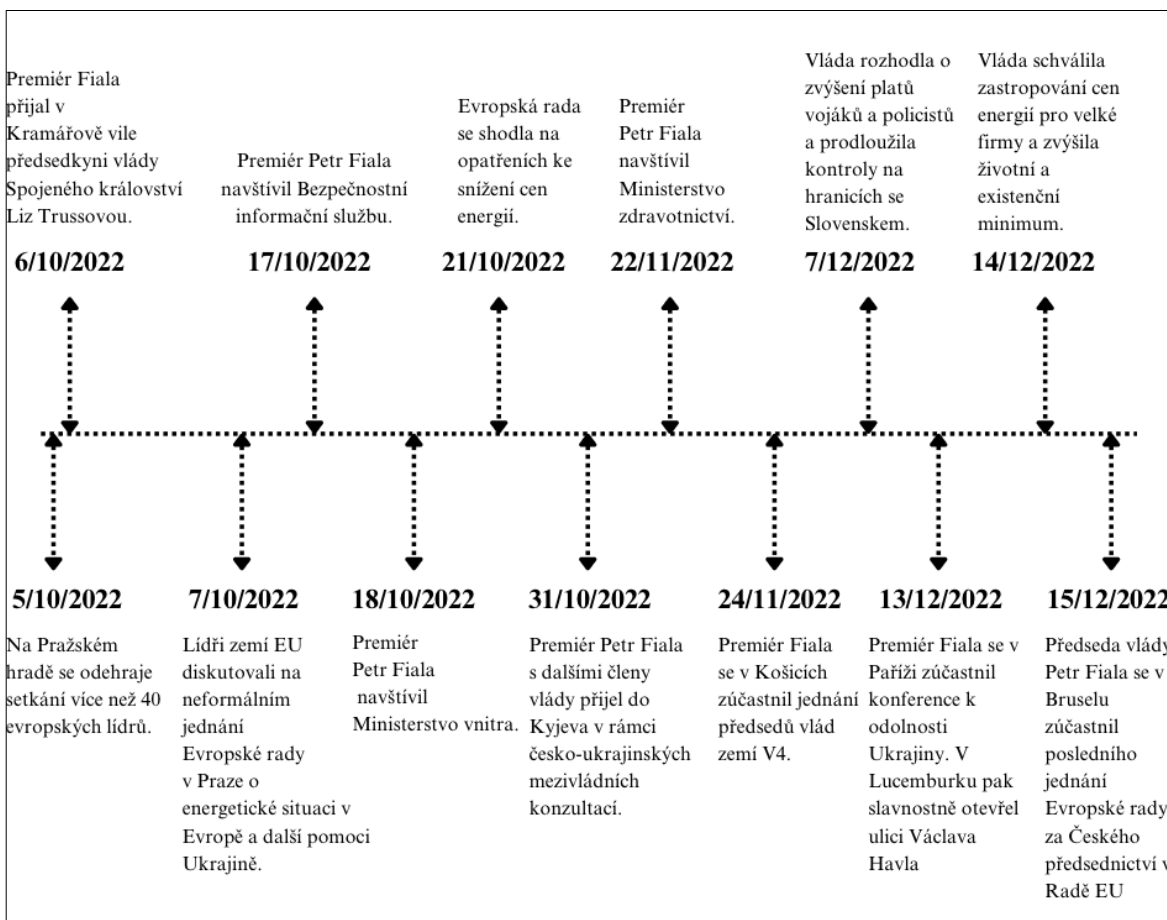 Premiér Fiala
přijal v
Kramářově vile
předsedkyni vlády
Spojeného království
Liz Trussovou.
6/10/2022
Premiér Petr Fiala
navštívil Bezpečnostní
informační službu.
17/10/2022
Evropská rada
se shodla na
opatřeních ke
snížení cen
energií.
21/10/2022
Premiér
Petr Fiala
navštívil
Ministerstvo
zdravotnictví.
22/11/2022
Vláda rozhodla o
zvýšení platů
vojáků a policistů
a prodloužila
kontroly na
hranicích se
Slovenskem.
7/12/2022
Vláda schválila
zastropování cen
energií pro velké
firmy a zvýšila
životní a
existenční
minimum.
14/12/2022
5/10/2022
Na Pražském
hradě se odehraje
setkání více než 40
evropských lídrů.
7/10/2022
Lídři zemí EU
diskutovali na
neformálním
jednání
Evropské rady
v Praze o
energetické situaci v
Evropě a další pomoci
Ukrajině.
18/10/2022
Premiér
Petr Fiala
navštívil
Ministerstvo vnitra.
31/10/2022
Premiér Petr Fiala
s dalšími členy
vlády přijel do
Kyjeva v rámci
česko-ukrajinských
mezivládních
konzultací.
24/11/2022
Premiér Fiala
se v Košicích
zúčastnil jednání
předsedů vlád
zemí V4.
13/12/2022
Premiér Fiala se v
Paříži zúčastnil
konference k
odolnosti
Ukrajiny. V
Lucemburku pak
slavnostně otevřel
ulici Václava
Havla
15/12/2022
Předseda vlády
Petr Fiala se v
Bruselu
zúčastnil
posledního
jednání
Evropské rady
za Českého
předsednictví v
Radě EU